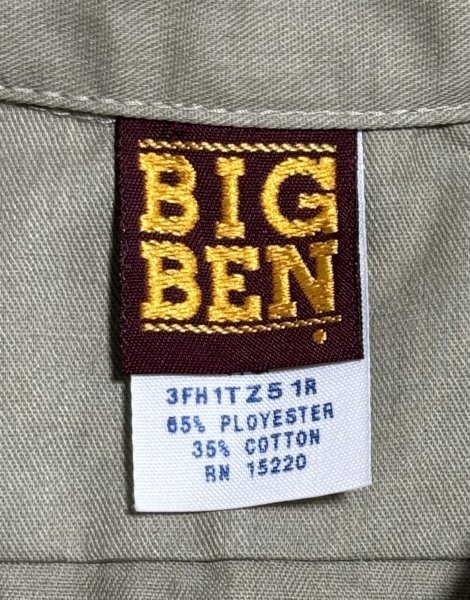 BIG
BEN.
3FH1TZ51R
65% PLOYESTER
35% COTTON
RN 15220